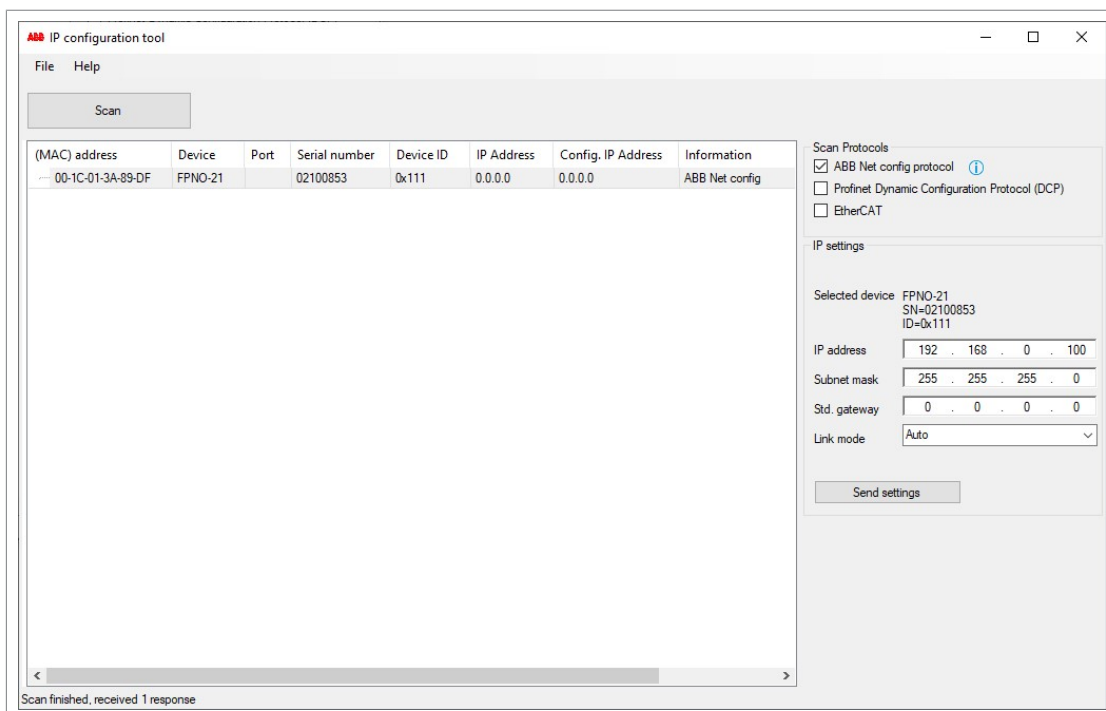 ABB IP configuration tool
File Help
Scan
(MAC) address Device Port Serial number Device ID IP Address Config. IP Address Information
00-1C-01-3A-89-DF FPNO-21 02100853 0x111 0.0.0.0 0.0.0.0 ABB Net config
Scan finished, received 1 response
Scan Protocols
ABB Net config protocol
Profinet Dynamic Configuration Protocol (DCP)
EtherCAT
IP settings
Selected device FPNO-21
SN=02100853
ID=0x111
IP address 192 . 168 . 0 . 100
Subnet mask 255 . 255 . 255 . 0
Std. gateway 0 . 0 . 0 . 0
Link mode Auto
Send settings